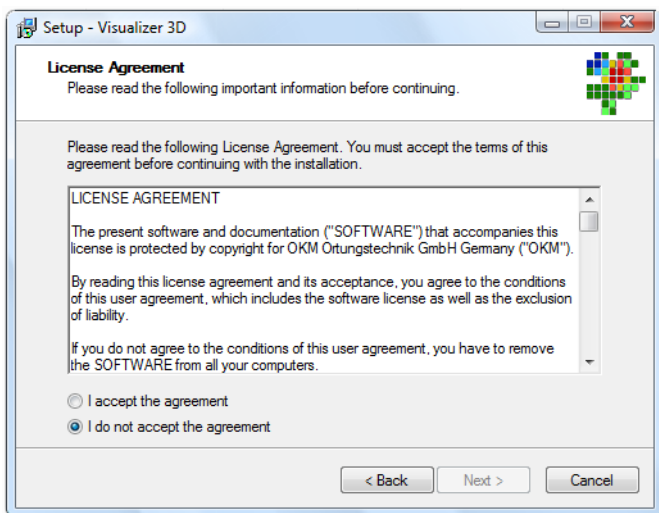 Setup - Visualizer 3D
License Agreement
Please read the following important information before continuing.
Please read the following License Agreement. You must accept the terms of this
agreement before continuing with the installation.
LICENSE AGREEMENT
The present software and documentation ("SOFTWARE") that accompanies this
license is protected by copyright for OKM Ortungstechnik GmbH Germany ("OKM").
By reading this license agreement and its acceptance, you agree to the conditions
of this user agreement, which includes the software license as well as the exclusion
of liability.
If you do not agree to the conditions of this user agreement, you have to remove
the SOFTWARE from all your computers.
I accept the agreement
I do not accept the agreement
< Back Next > Cancel